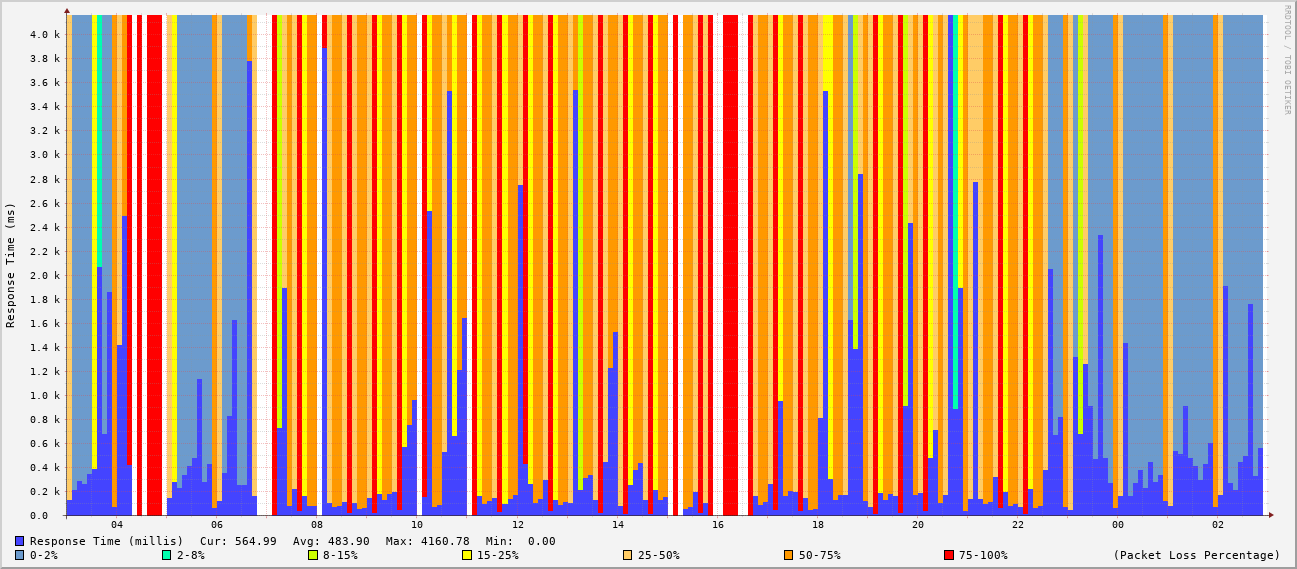 RRDTOOL / TOBI OETIKER
Response Time (ms)
4.0 k
3.8 k
3.6 k
3.4 k
3.2 k
3.0 k
2.8 k
2.6 k
2.4 k
2.2 k
2.0 k
1.8 k
1.6 k
1.4 k
1.2 k
1.0 k
0.8 k
0.6 k
0.4 k
0.2 k
0.0
04 06 08 10 12 14 16 18 20 22 00 02
Response Time (millis) Cur: 564.99 Avg: 483.90 Max: 4160.78 Min: 0.00
0-2% 2-8% 8-15% 15-25% 25-50% 50-75% 75-100% (Packet Loss Percentage)